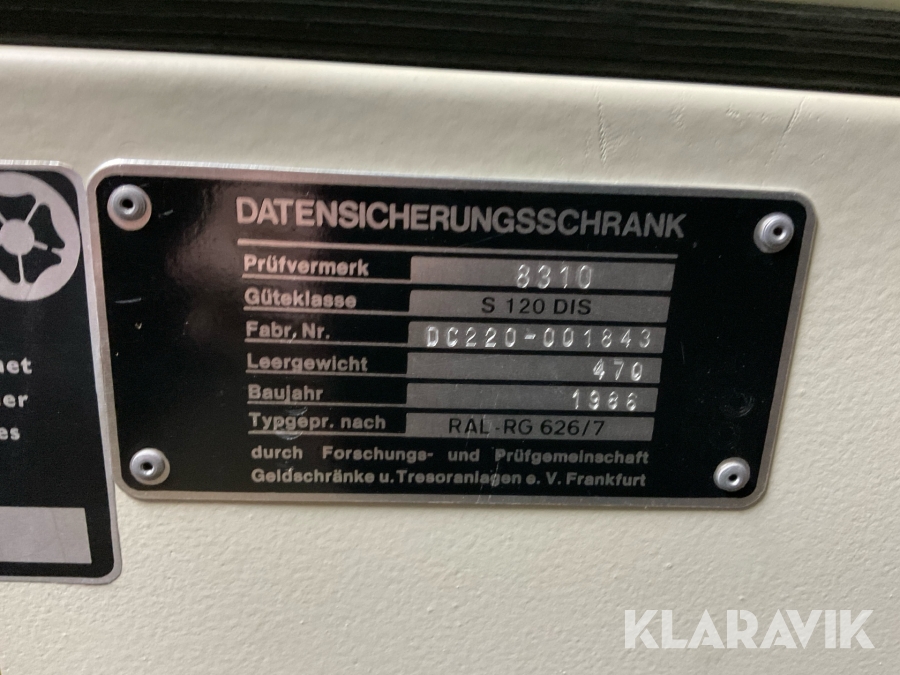 DATENSICHERUNGSSCHRANK
Prüfvermerk 8310
Güteklasse S 120 DIS
Fabr. Nr. DC220-001843
Leergewicht 470
Baujahr 1986
Typgepr. nach RAL-RG 626/7
durch Forschungs- und Prüfgemeinschaft
Geldschränke u. Tresoranlagen e. V. Frankfurt
KLARAVIK